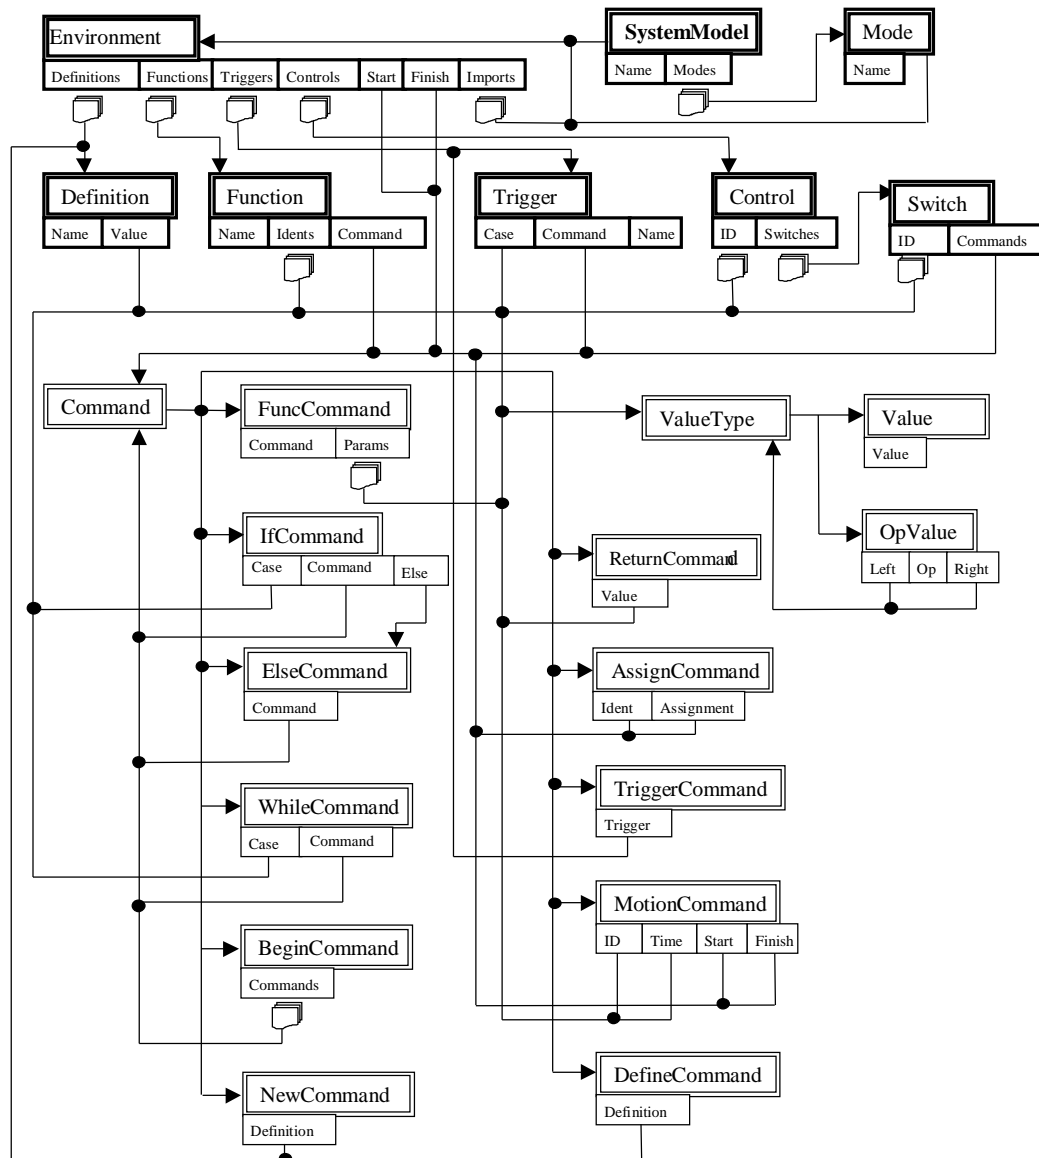 Environment
SystemModel
Mode
Definitions Functions Triggers Controls Start Finish Imports
Name Modes
Name
Definition
Function
Trigger
Control
Switch
Name Value
Name Idents Command
Case Command Name
ID Switches
ID Commands
Command
FuncCommand
ValueType
Value
Command Params
Value
IfCommand
OpValue
Case Command Else
ReturnCommand
Left Op Right
Value
ElseCommand
AssignCommand
Command
Ident Assignment
WhileCommand
TriggerCommand
Case Command
Trigger
MotionCommand
BeginCommand
ID Time Start Finish
Commands
NewCommand
DefineCommand
Definition
Definition